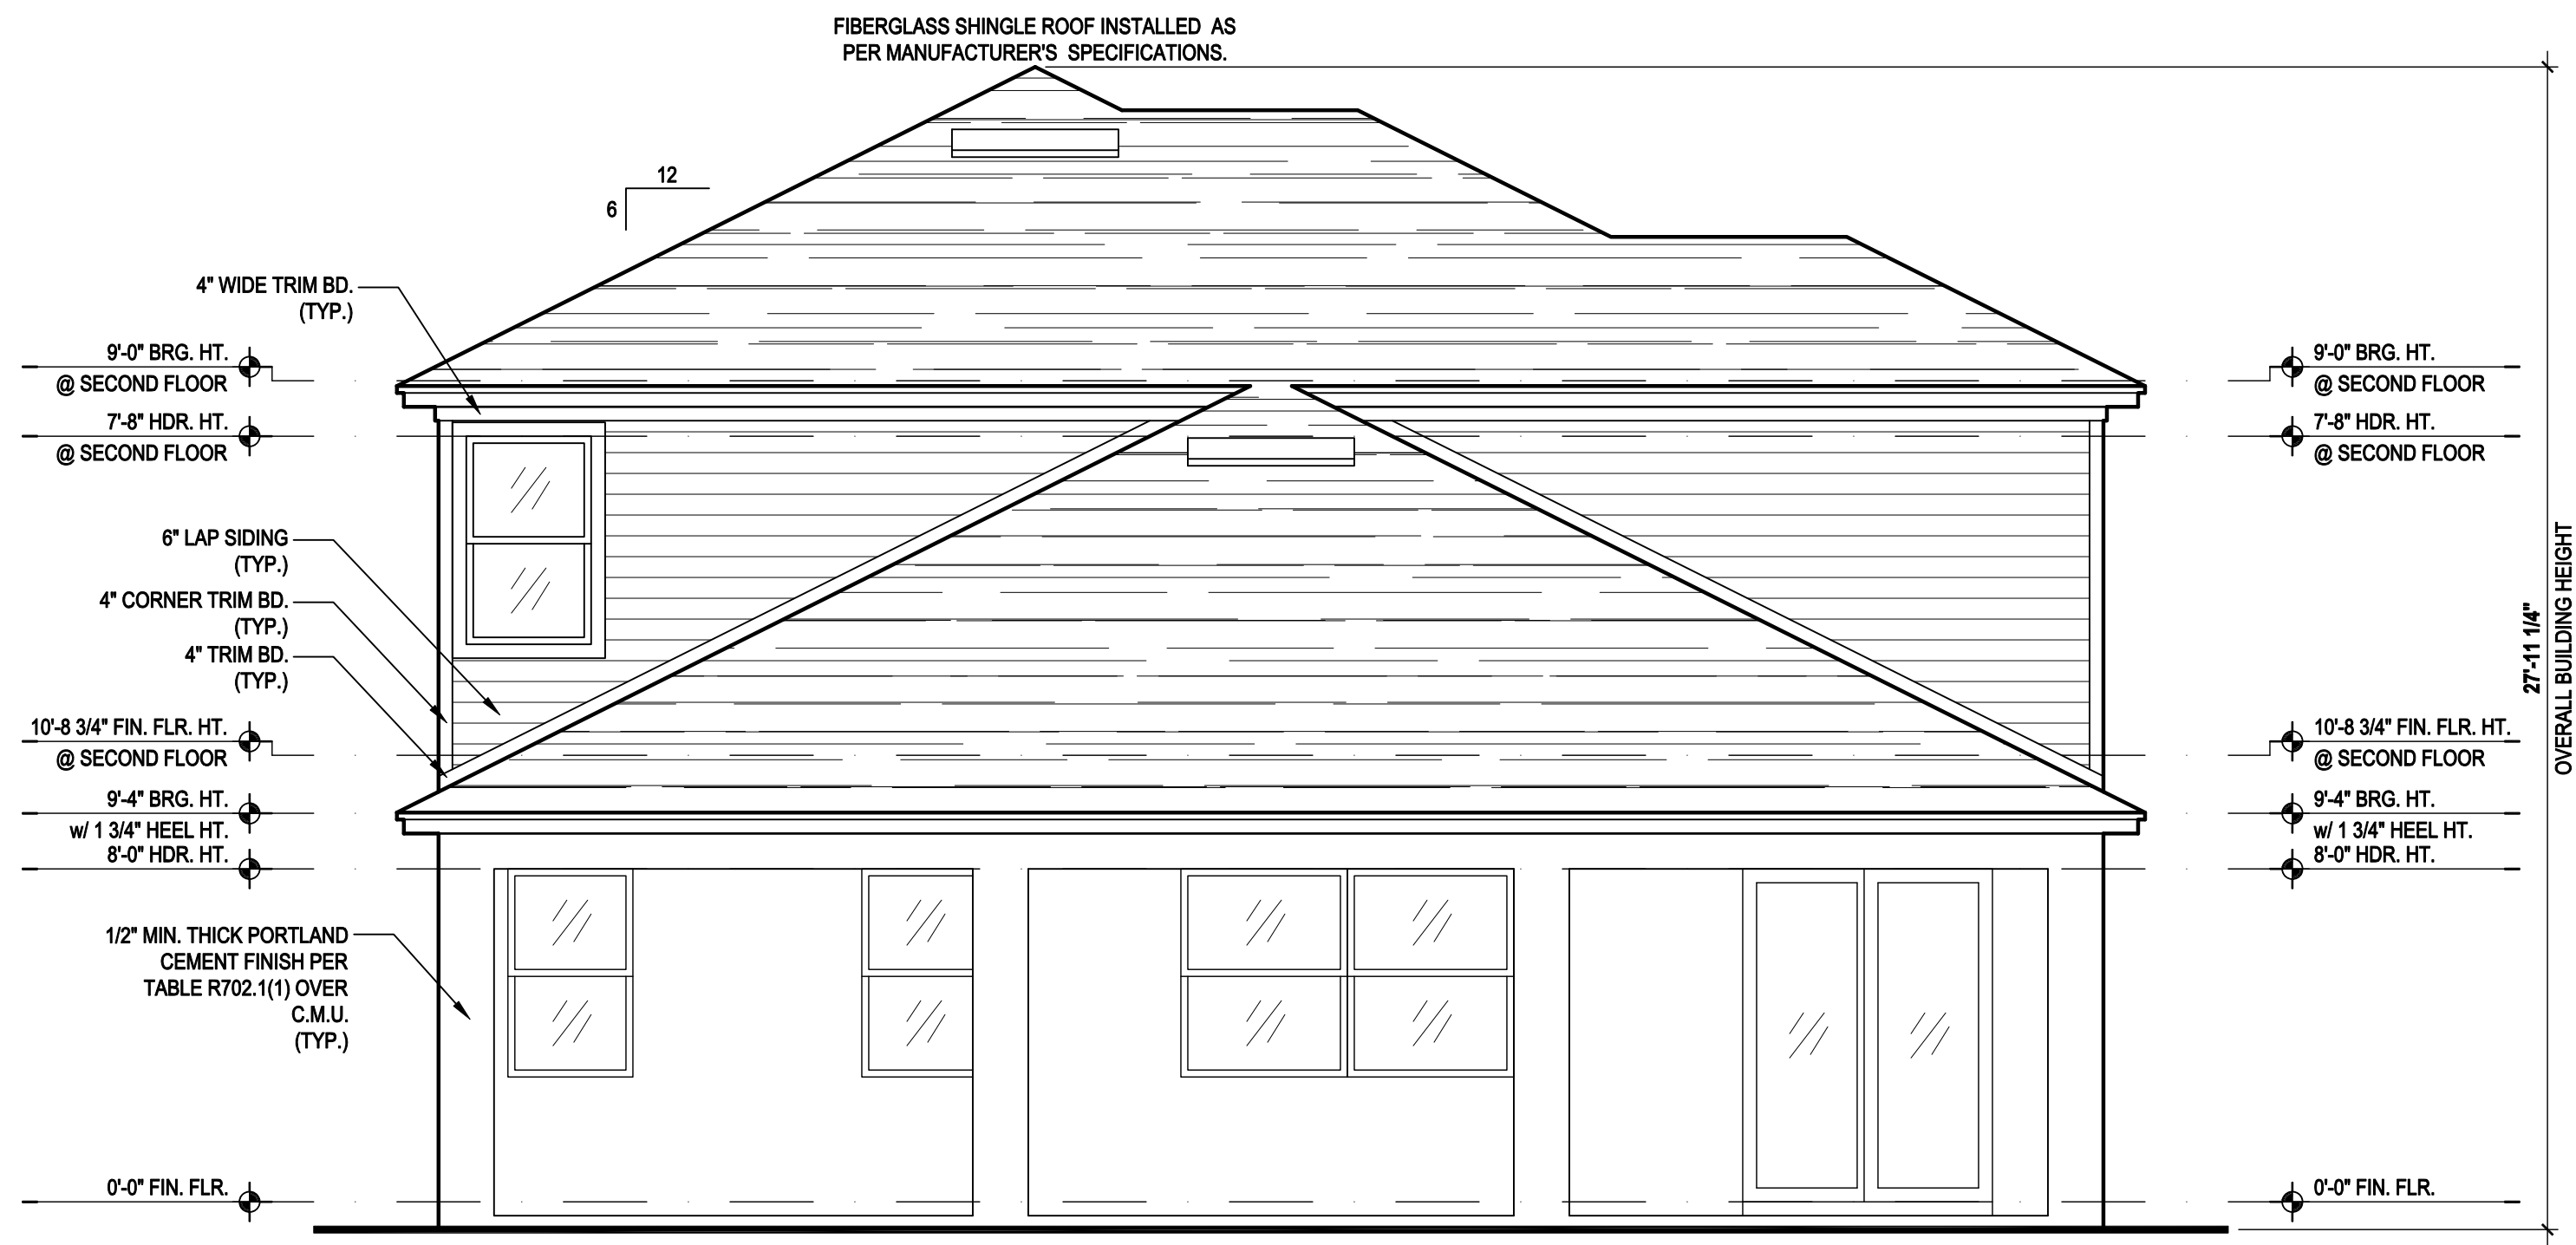 FIBERGLASS SHINGLE ROOF INSTALLED AS
PER MANUFACTURER'S SPECIFICATIONS.
12
6
4" WIDE TRIM BD.
(TYP.)
9'-0" BRG. HT.
@ SECOND FLOOR
7'-8" HDR. HT.
@ SECOND FLOOR
6" LAP SIDING
(TYP.)
4" CORNER TRIM BD.
(TYP.)
4" TRIM BD.
(TYP.)
10'-8 3/4" FIN. FLR. HT.
@ SECOND FLOOR
9'-4" BRG. HT.
w/ 1 3/4" HEEL HT.
8'-0" HDR. HT.
1/2" MIN. THICK PORTLAND
CEMENT FINISH PER
TABLE R702.1(1) OVER
C.M.U.
(TYP.)
0'-0" FIN. FLR.
9'-0" BRG. HT.
@ SECOND FLOOR
7'-8" HDR. HT.
@ SECOND FLOOR
10'-8 3/4" FIN. FLR. HT.
@ SECOND FLOOR
9'-4" BRG. HT.
w/ 1 3/4" HEEL HT.
8'-0" HDR. HT.
0'-0" FIN. FLR.
27'-11 1/4"
OVERALL BUILDING HEIGHT